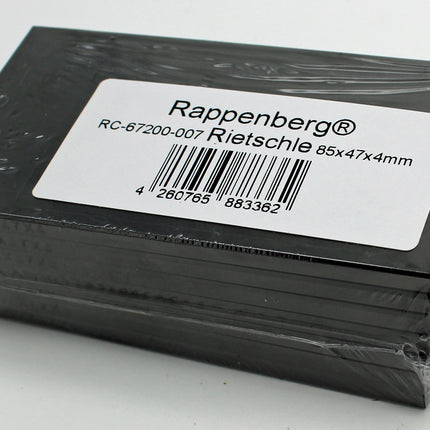 Rappenberg®
RC-67200-007 Rietschle 85x47x4mm
4 260765 883362